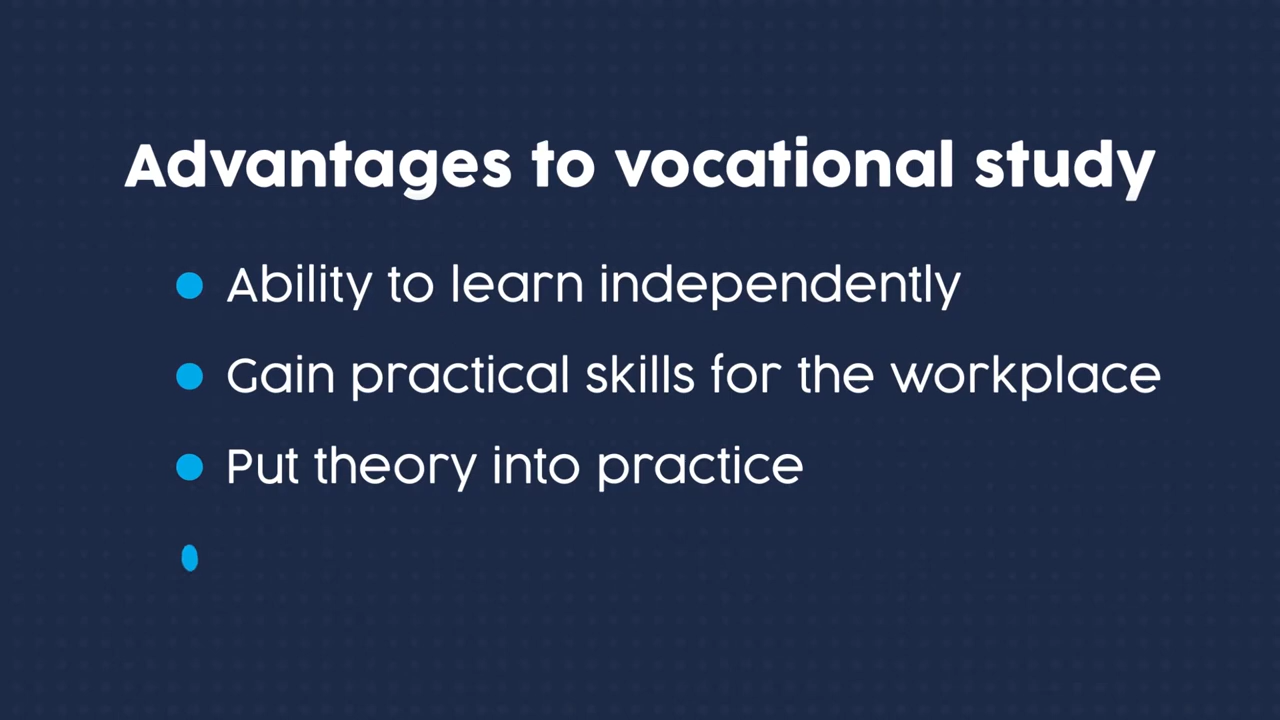 Advantages to vocational study
Ability to learn independently
Gain practical skills for the workplace
Put theory into practice